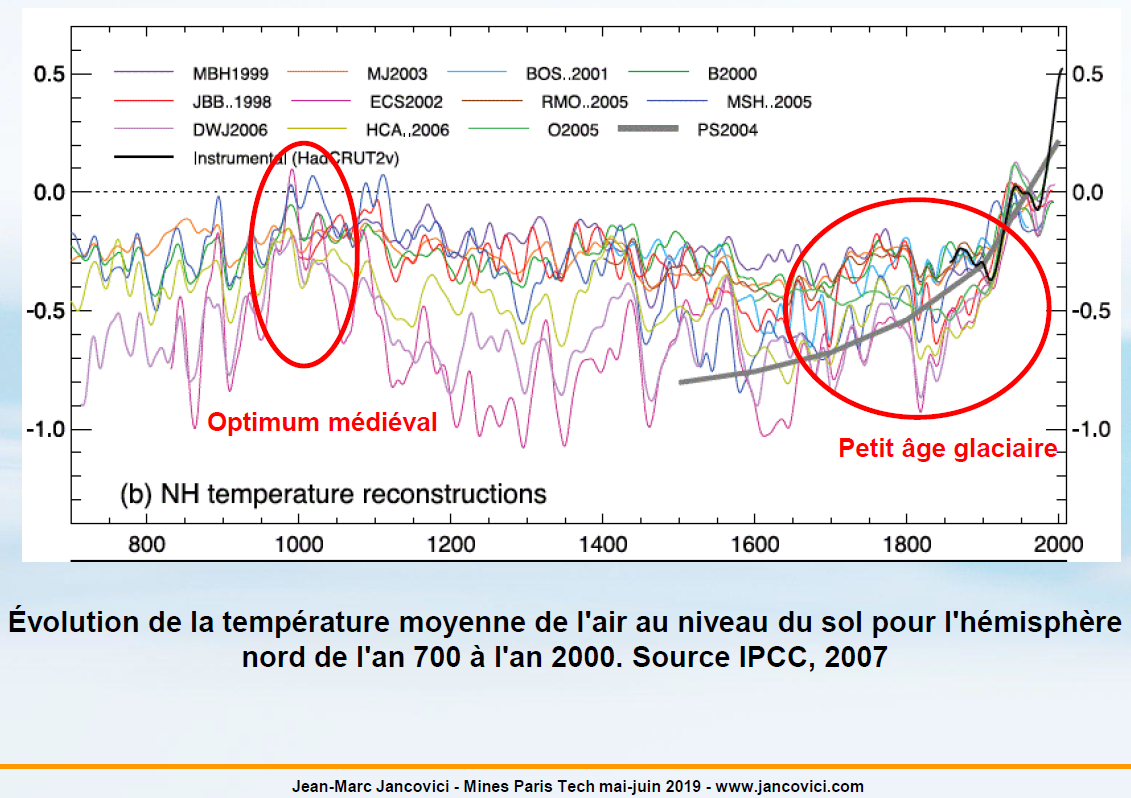 0.5 0.5
MBH1999 MJ2003 BOS..2001 B2000
JBB..1998 ECS2002 RMO..2005 MSH..2005
DWJ2006 HCA,,2006 O2005 PS2004
Instrumental (HadCRUT2v)
0.0 0.0
-0.5 -0.5
Optimum médiéval
-1.0 -1.0
Petit âge glaciaire
(b) NH temperature reconstructions
800 1000 1200 1400 1600 1800 2000
Évolution de la température moyenne de l'air au niveau du sol pour l'hémisphère
nord de l'an 700 à l'an 2000. Source IPCC, 2007
Jean-Marc Jancovici - Mines Paris Tech mai-juin 2019 - www.jancovici.com